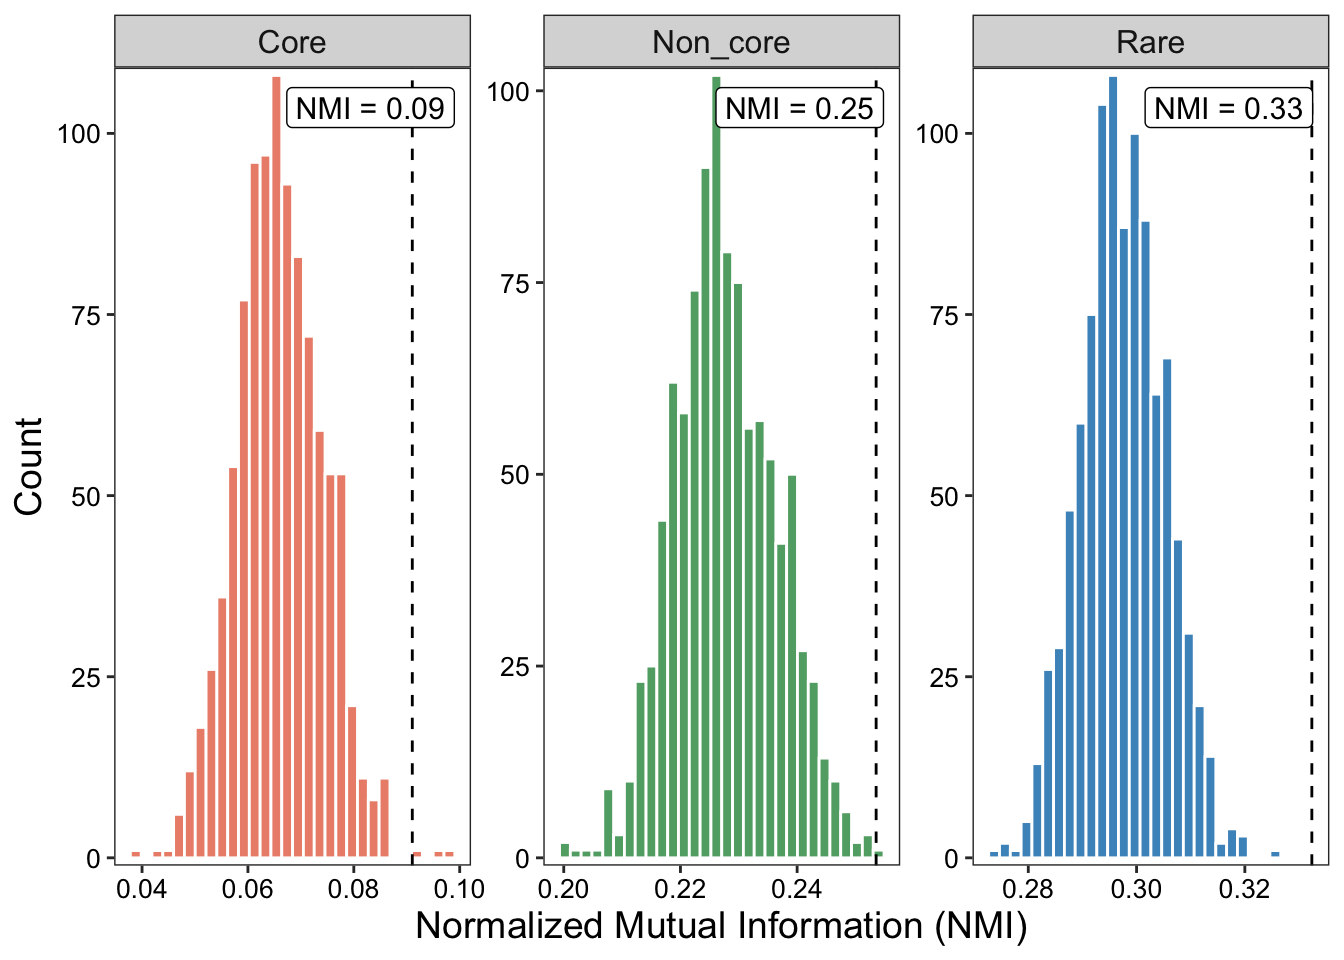 Core
Non_core
Rare
NMI = 0.09
NMI = 0.25
NMI = 0.33
Count
100
75
50
25
0
100
75
50
25
0
100
75
50
25
0
0.04 0.06 0.08 0.10
0.20 0.22 0.24
0.28 0.30 0.32
Normalized Mutual Information (NMI)